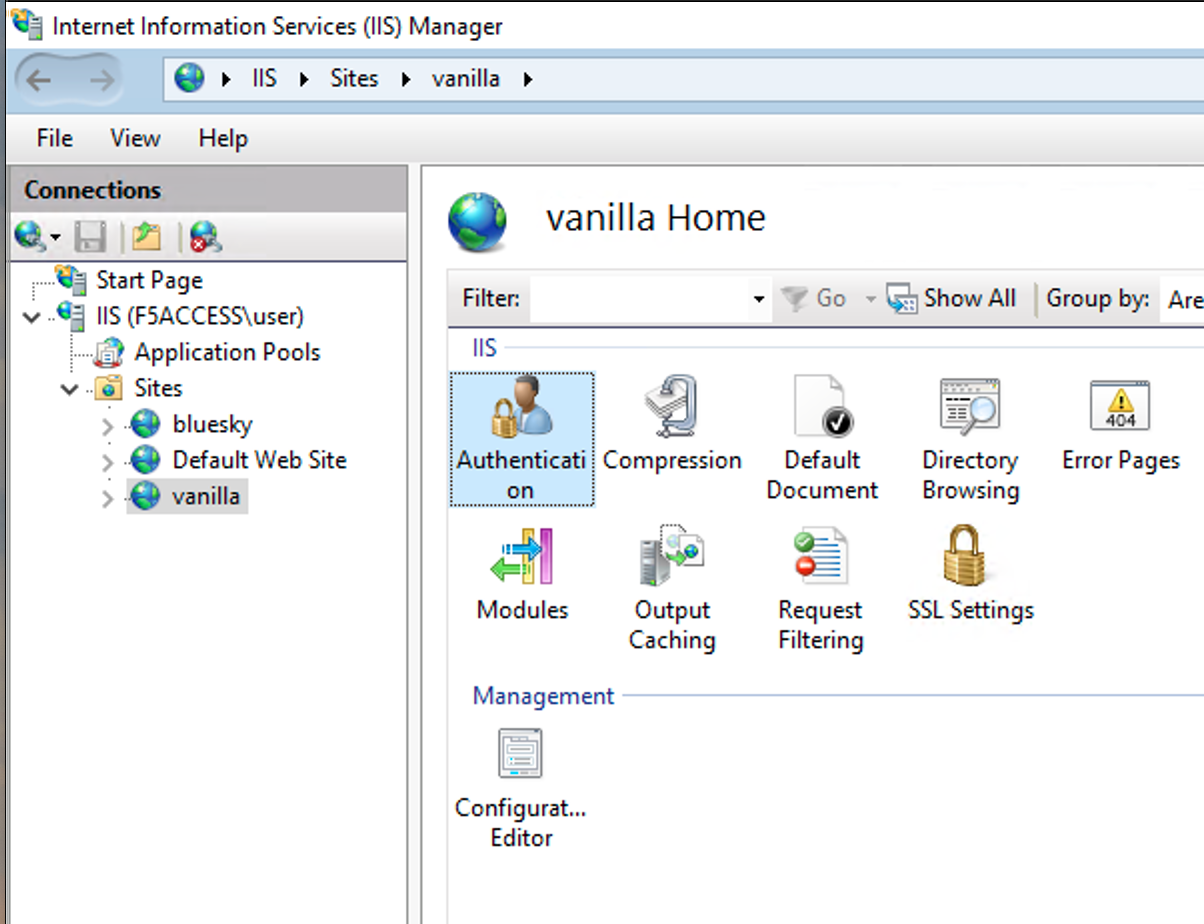 Internet Information Services (IIS) Manager
IIS Sites vanilla
File View Help
Connections
Start Page
IIS (F5ACCESS\user)
Application Pools
Sites
bluesky
Default Web Site
vanilla
vanilla Home
Filter: Go Show All Group by: Are
IIS
Authenticati
on
Compression
Default
Document
Directory
Browsing
404
Error Pages
Modules
Output
Caching
Request
Filtering
SSL Settings
Management
Configurat...
Editor